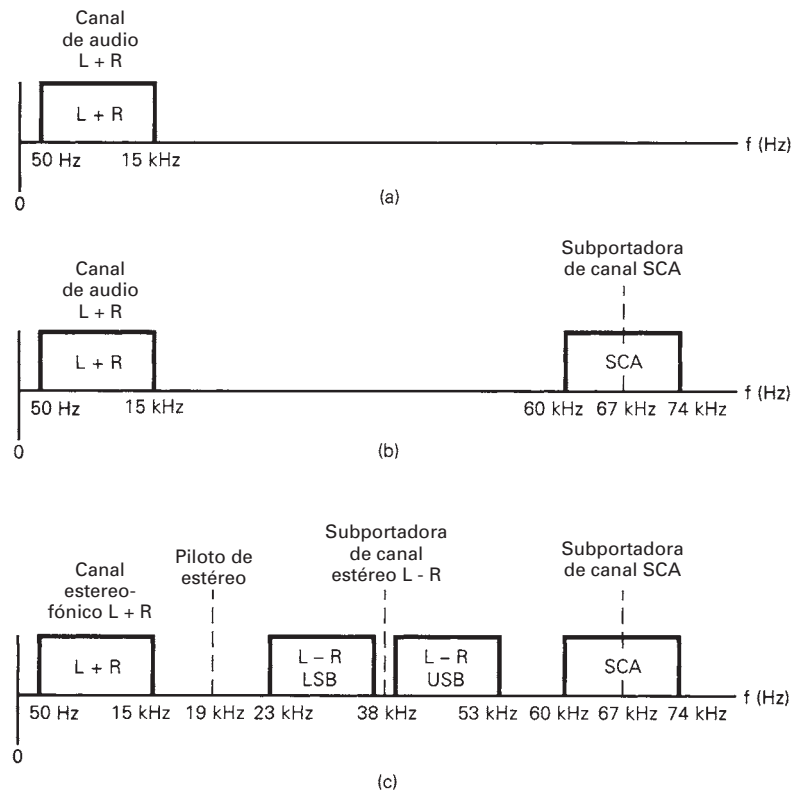 Canal
de audio
L + R
L + R
50 Hz 15 kHz
f (Hz)
0
(a)
Canal
de audio
L + R
Subportadora
de canal SCA
L + R
SCA
50 Hz 15 kHz 60 kHz 67 kHz 74 kHz
f (Hz)
0
(b)
Canal
estereo-
fónico L + R
Piloto de
estéreo
Subportadora
de canal
estéreo L - R
Subportadora
de canal SCA
L + R
L – R
LSB
L – R
USB
SCA
50 Hz 15 kHz 19 kHz 23 kHz 38 kHz 53 kHz 60 kHz 67 kHz 74 kHz
f (Hz)
0
(c)